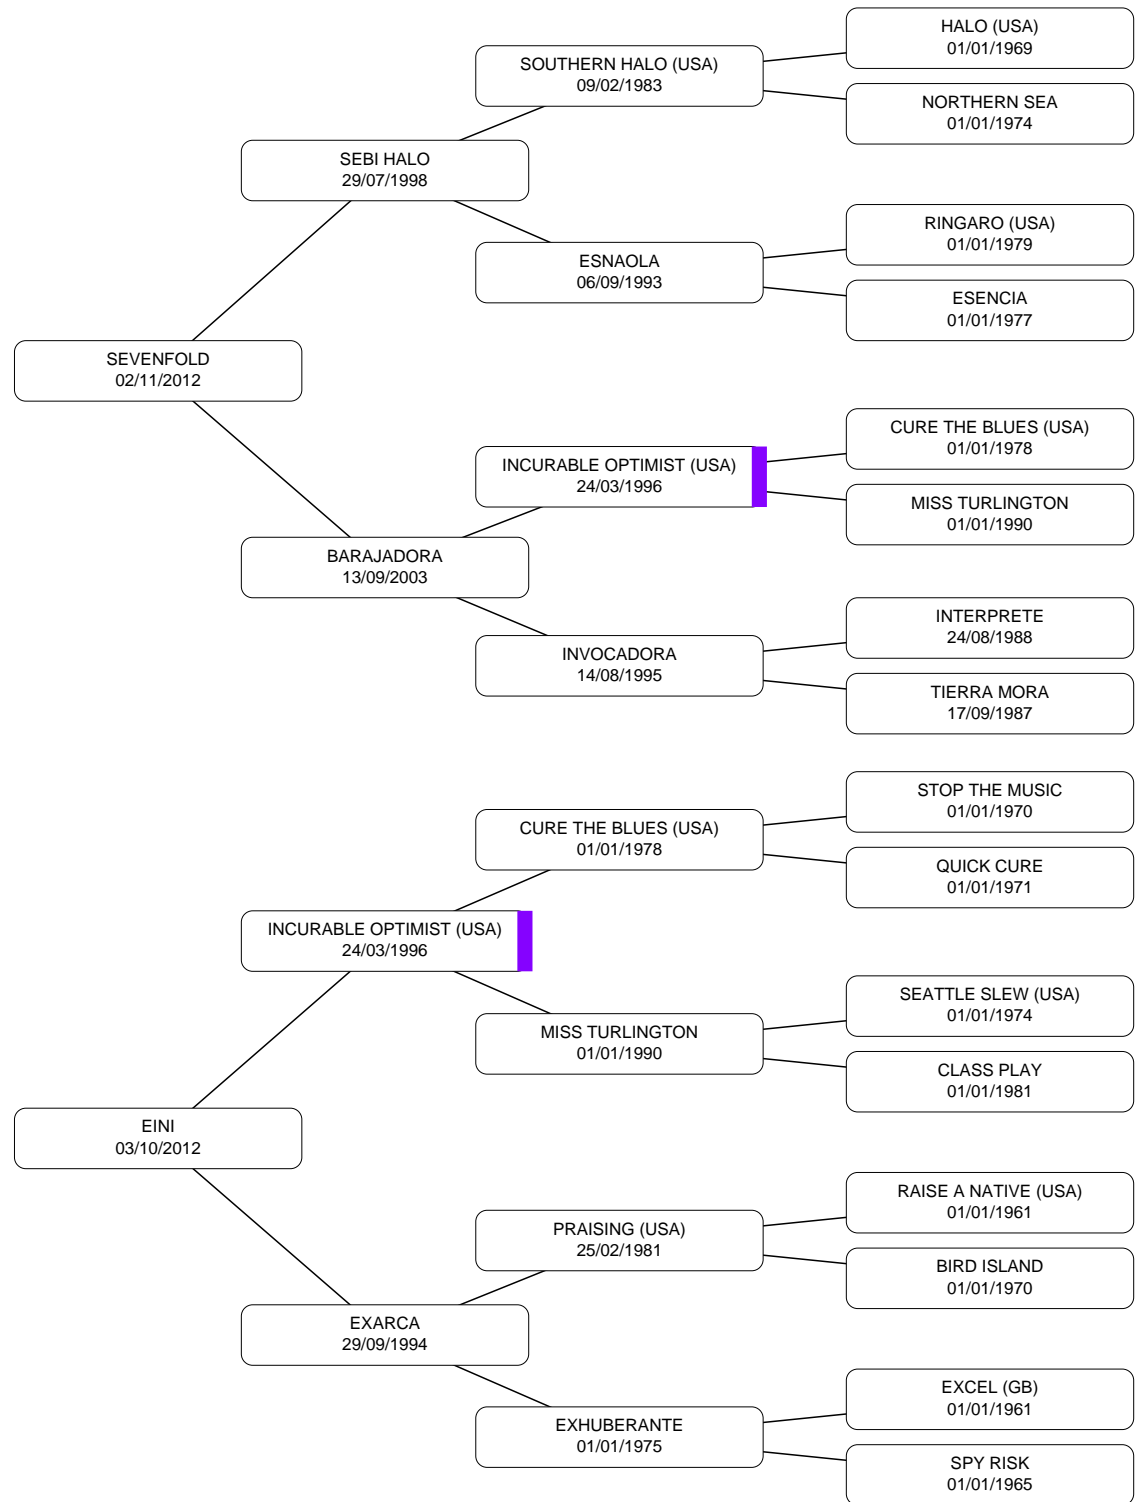 HALO (USA)
01/01/1969
SOUTHERN HALO (USA)
09/02/1983
NORTHERN SEA
01/01/1974
SEBI HALO
29/07/1998
RINGARO (USA)
01/01/1979
ESNAOLA
06/09/1993
ESENCIA
01/01/1977
SEVENFOLD
02/11/2012
CURE THE BLUES (USA)
01/01/1978
INCURABLE OPTIMIST (USA)
24/03/1996
MISS TURLINGTON
01/01/1990
BARAJADORA
13/09/2003
INTERPRETE
24/08/1988
INVOCADORA
14/08/1995
TIERRA MORA
17/09/1987
STOP THE MUSIC
01/01/1970
CURE THE BLUES (USA)
01/01/1978
QUICK CURE
01/01/1971
INCURABLE OPTIMIST (USA)
24/03/1996
SEATTLE SLEW (USA)
01/01/1974
MISS TURLINGTON
01/01/1990
CLASS PLAY
01/01/1981
EINI
03/10/2012
RAISE A NATIVE (USA)
01/01/1961
PRAISING (USA)
25/02/1981
BIRD ISLAND
01/01/1970
EXARCA
29/09/1994
EXCEL (GB)
01/01/1961
EXHUBERANTE
01/01/1975
SPY RISK
01/01/1965